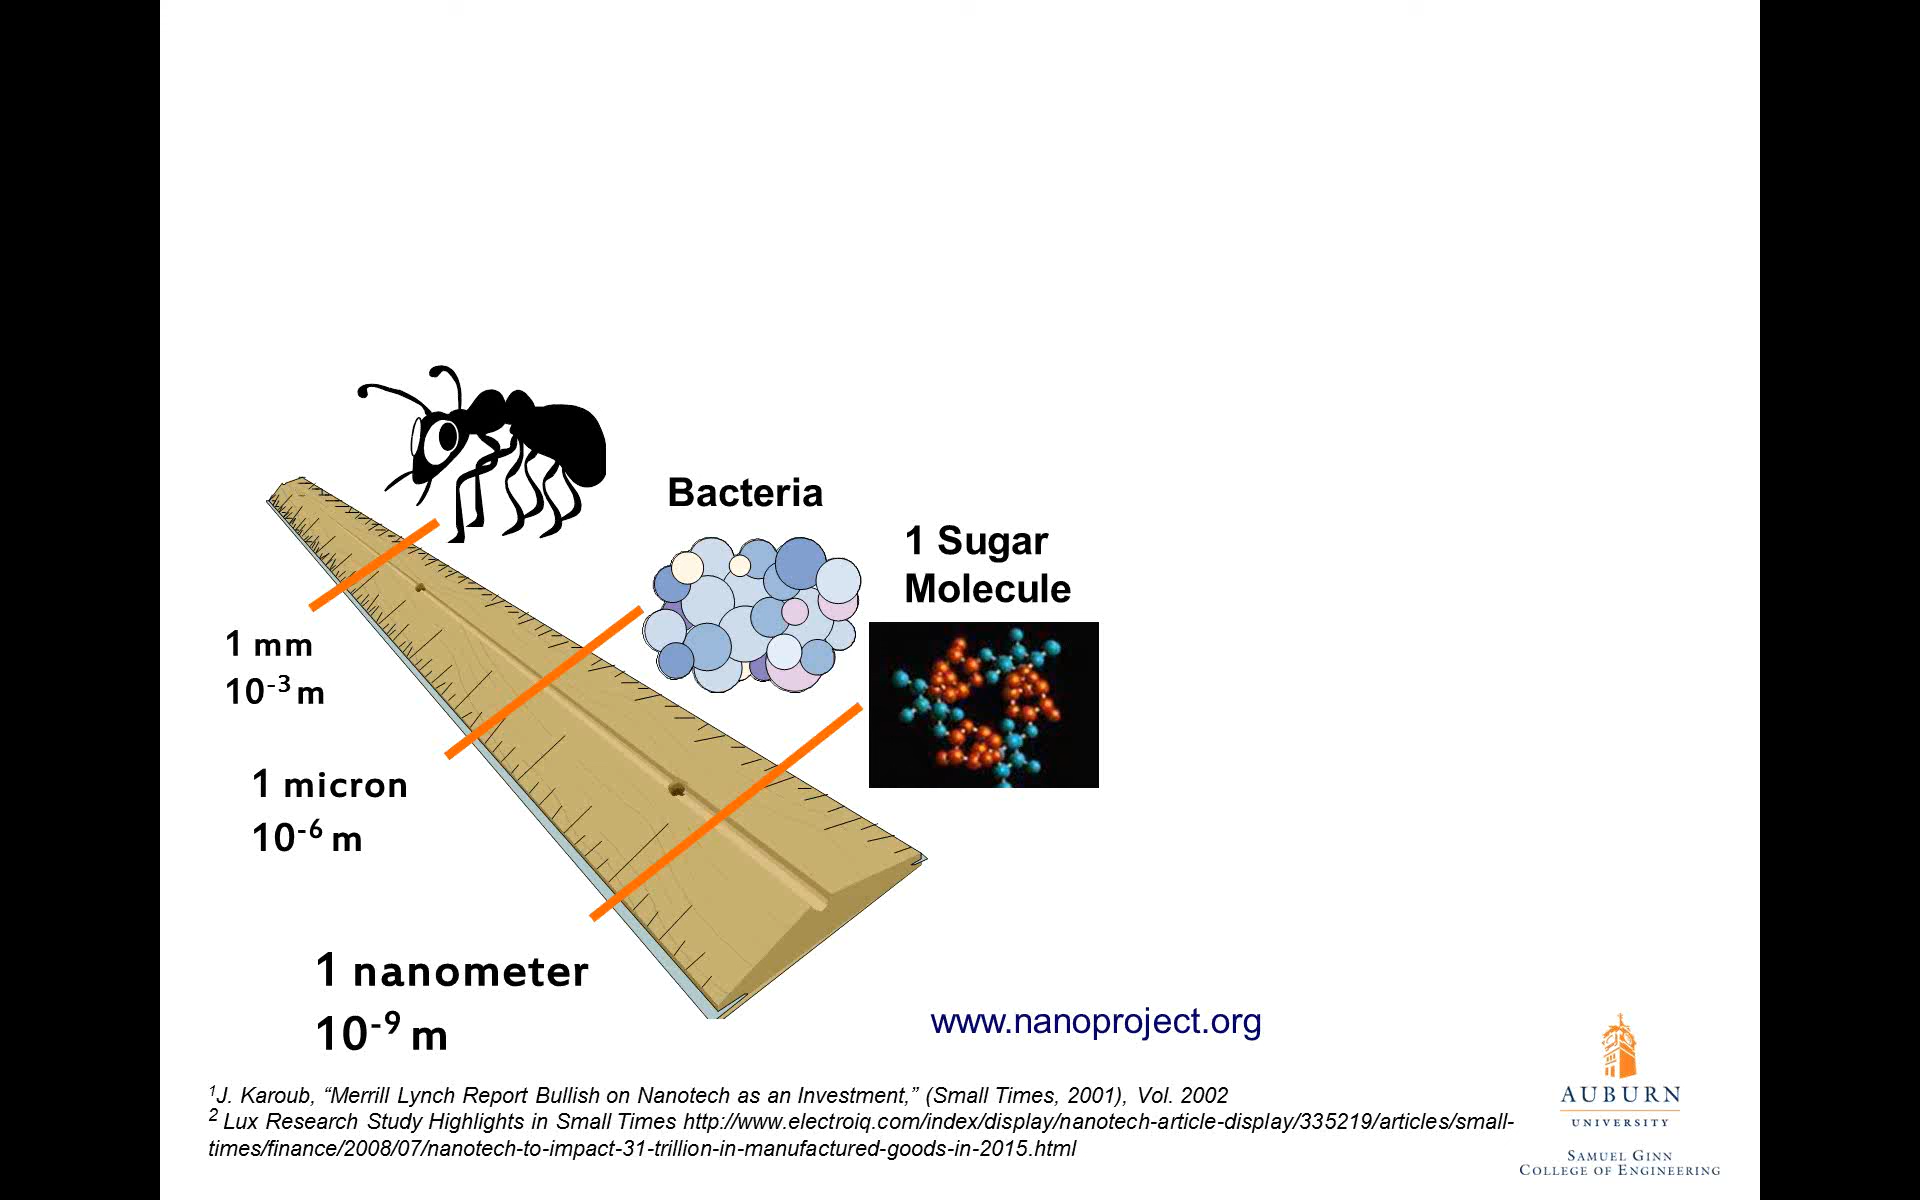 Bacteria
1 Sugar
Molecule
1 mm
10⁻³ m
1 micron
10⁻⁶ m
1 nanometer
10⁻⁹ m
www.nanoproject.org
¹J. Karoub, “Merrill Lynch Report Bullish on Nanotech as an Investment,” (Small Times, 2001), Vol. 2002
² Lux Research Study Highlights in Small Times http://www.electroiq.com/index/display/nanotech-article-display/335219/articles/small-
times/finance/2008/07/nanotech-to-impact-31-trillion-in-manufactured-goods-in-2015.html
AUBURN
UNIVERSITY
SAMUEL GINN
COLLEGE OF ENGINEERING